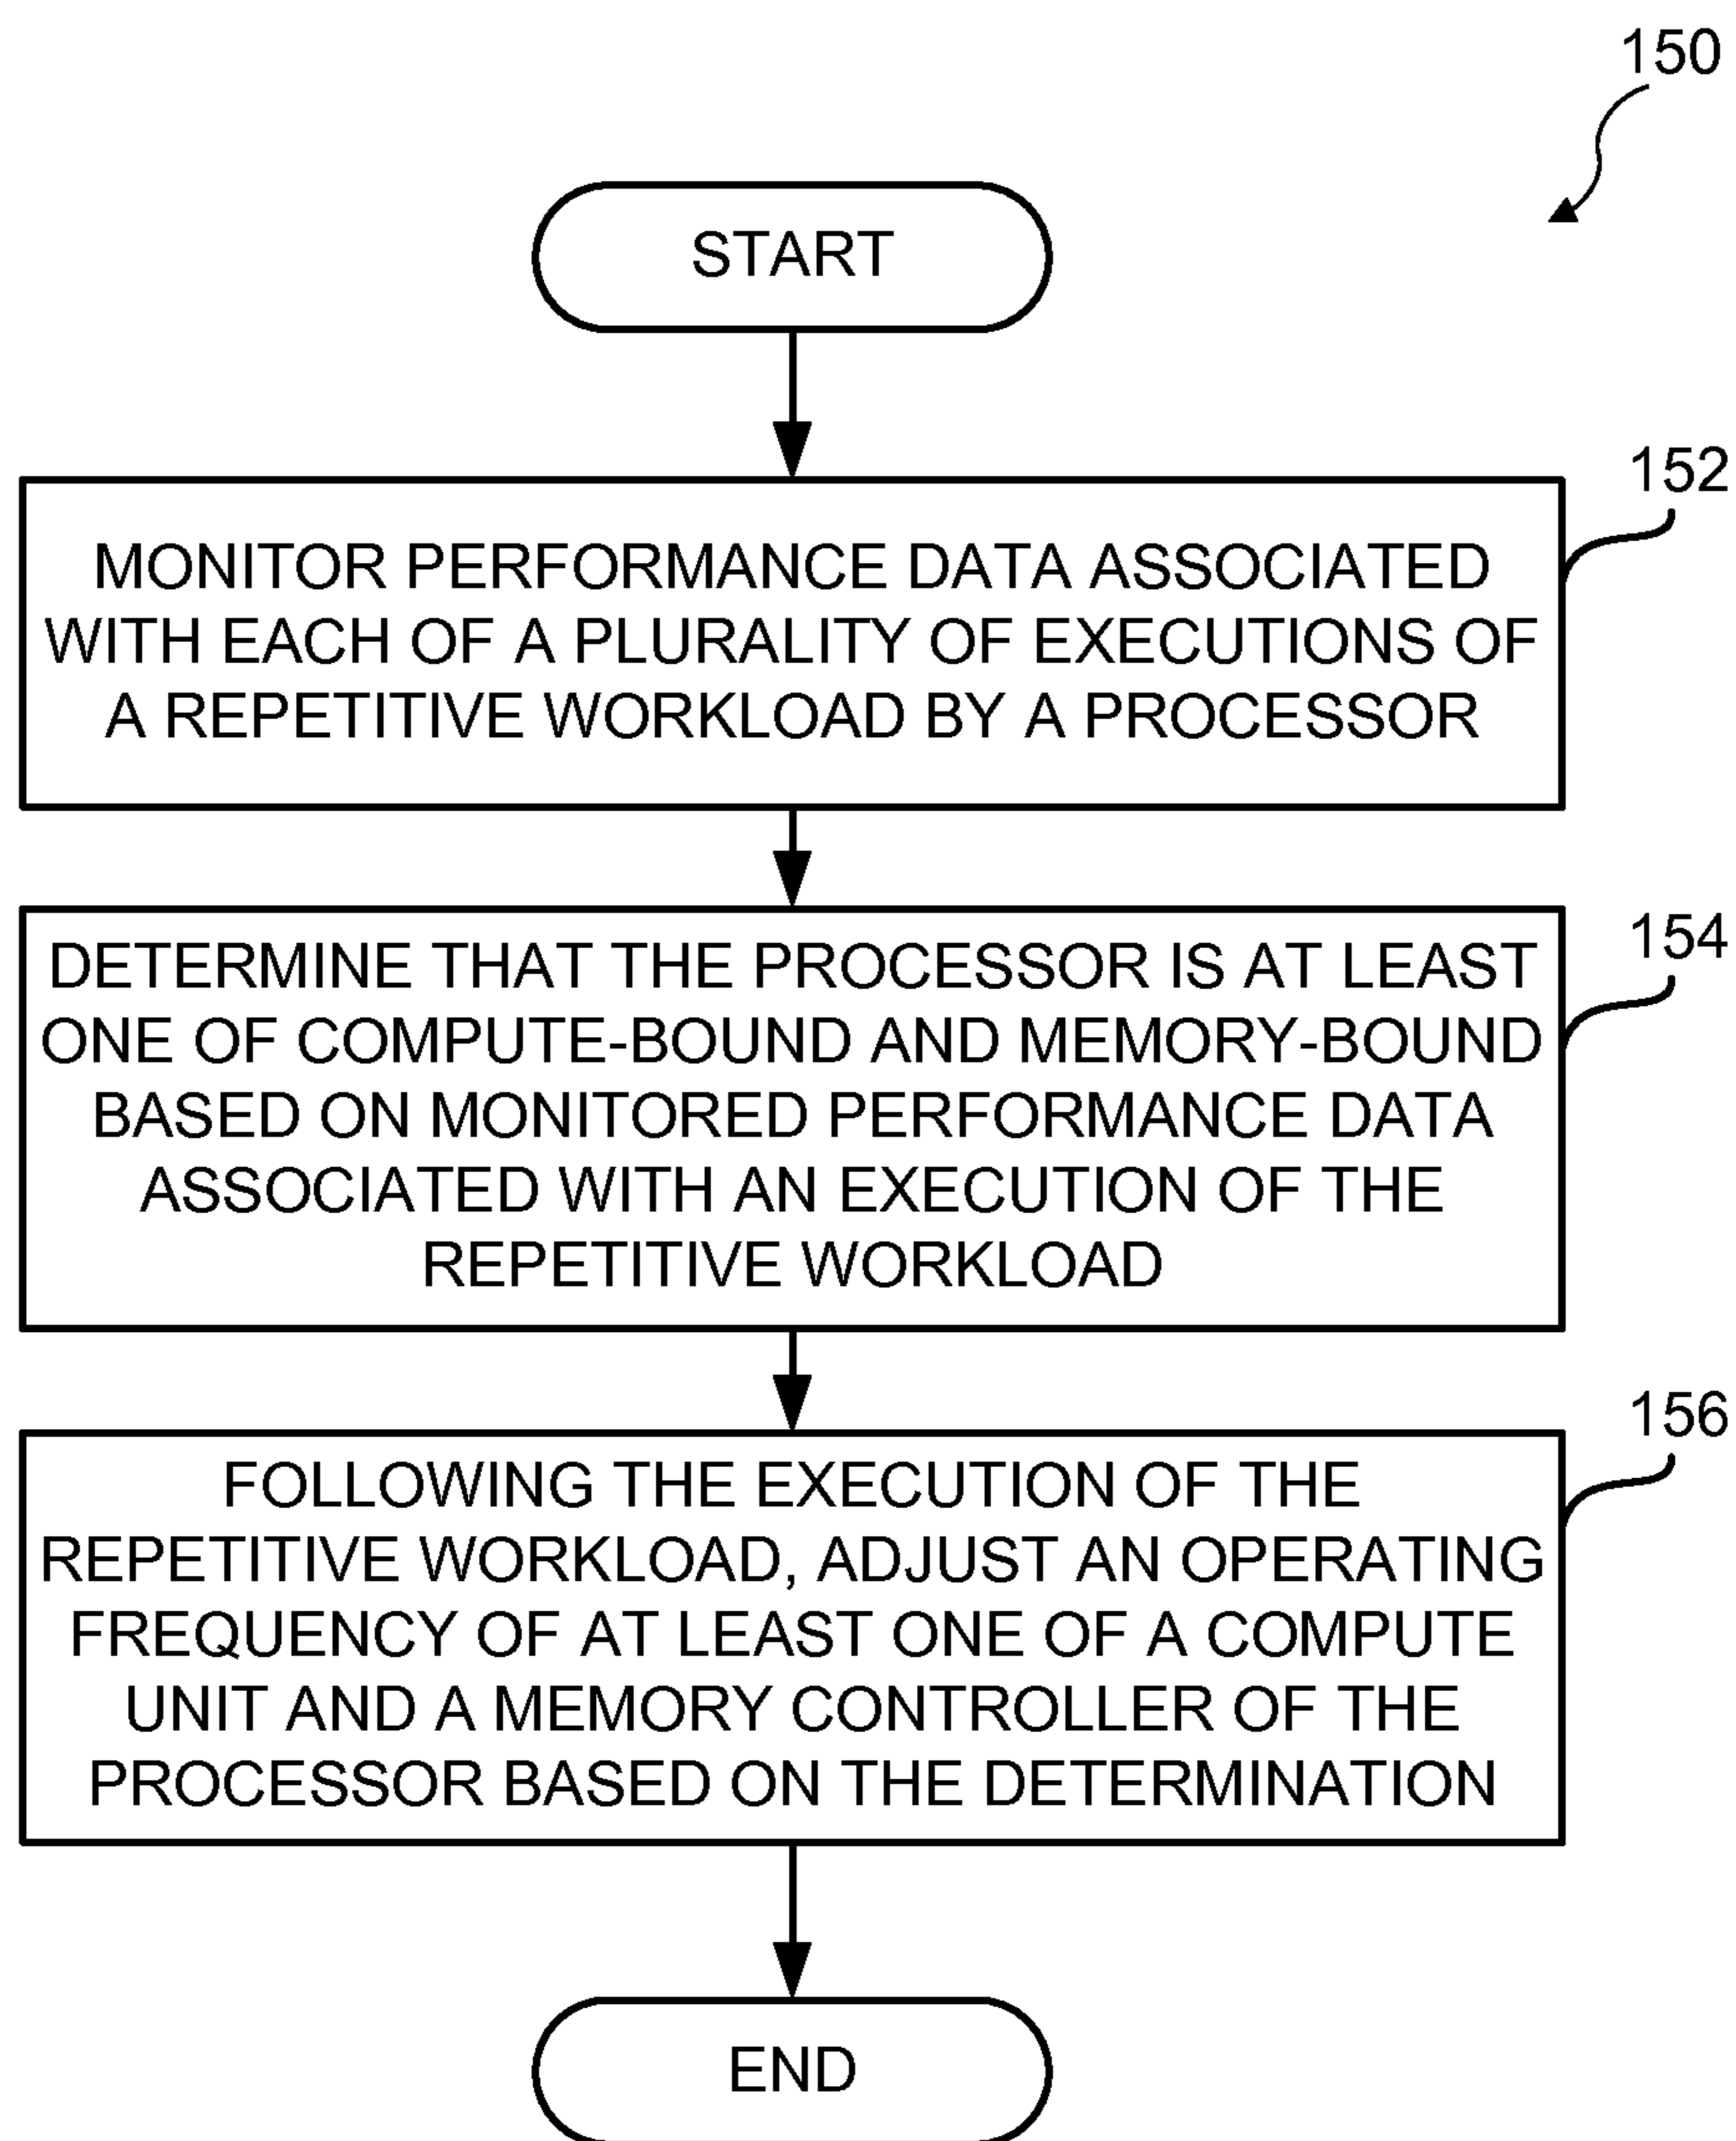 150
START
152
MONITOR PERFORMANCE DATA ASSOCIATED
WITH EACH OF A PLURALITY OF EXECUTIONS OF
A REPETITIVE WORKLOAD BY A PROCESSOR
154
DETERMINE THAT THE PROCESSOR IS AT LEAST
ONE OF COMPUTE-BOUND AND MEMORY-BOUND
BASED ON MONITORED PERFORMANCE DATA
ASSOCIATED WITH AN EXECUTION OF THE
REPETITIVE WORKLOAD
156
FOLLOWING THE EXECUTION OF THE
REPETITIVE WORKLOAD, ADJUST AN OPERATING
FREQUENCY OF AT LEAST ONE OF A COMPUTE
UNIT AND A MEMORY CONTROLLER OF THE
PROCESSOR BASED ON THE DETERMINATION
END